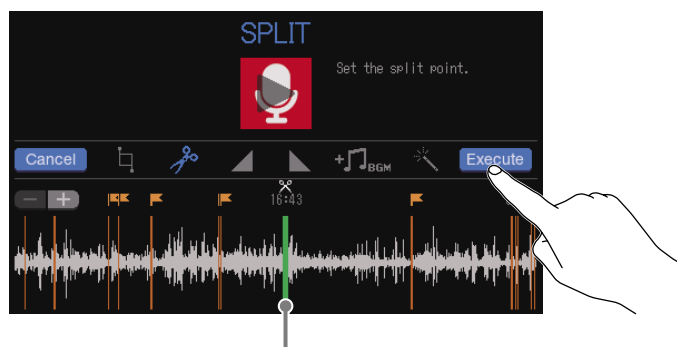 SPLIT
Set the split point.
Cancel
+ BGM
Execute
− +
16:43